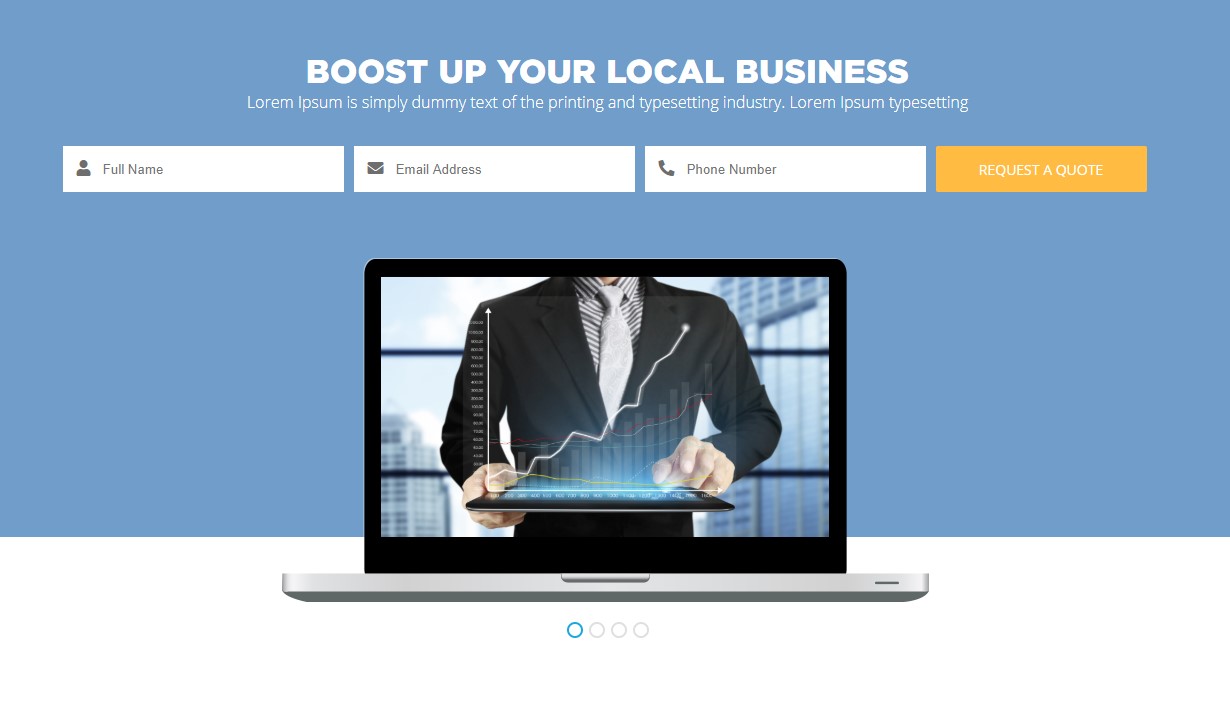 BOOST UP YOUR LOCAL BUSINESS
Lorem Ipsum is simply dummy text of the printing and typesetting industry. Lorem Ipsum typesetting
Full Name
Email Address
Phone Number
REQUEST A QUOTE